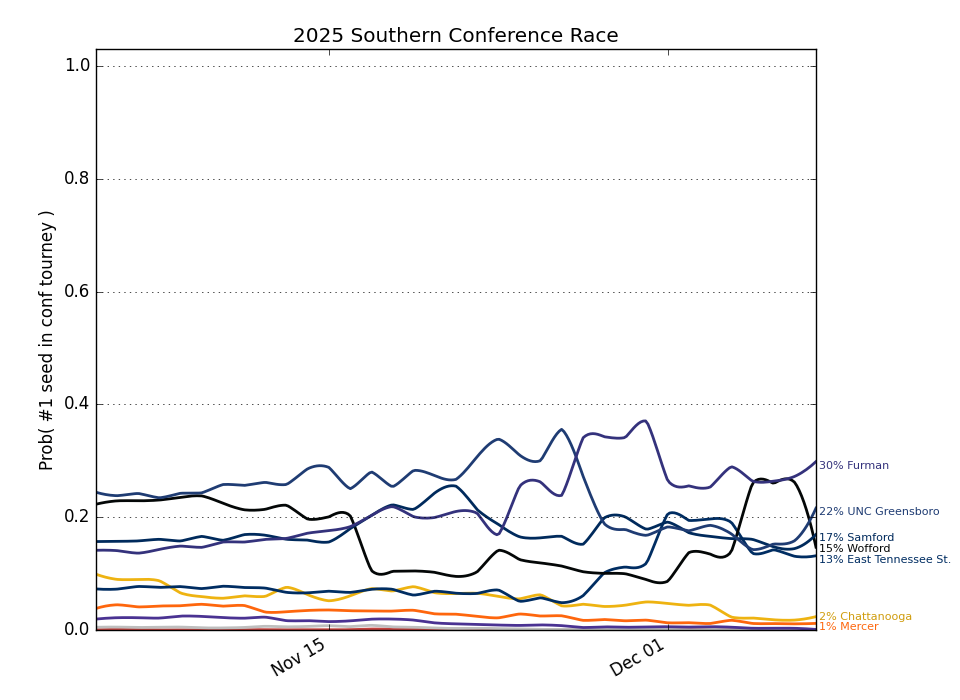 2025 Southern Conference Race
Prob( #1 seed in conf tourney )
1.0
0.8
0.6
0.4
0.2
0.0
Nov 15
Dec 01
30% Furman
22% UNC Greensboro
17% Samford
15% Wofford
13% East Tennessee St.
2% Chattanooga
1% Mercer